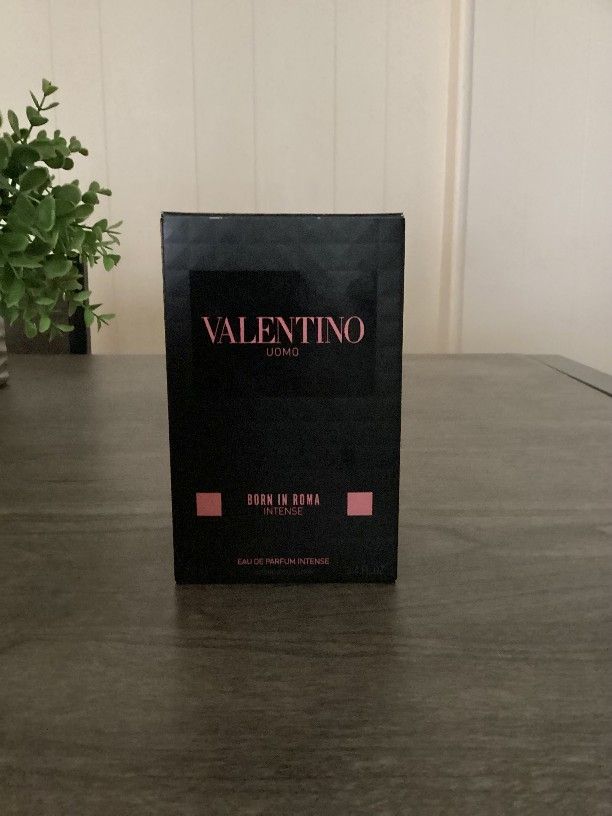 VALENTINO
UOMO
BORN IN ROMA
INTENSE
EAU DE PARFUM INTENSE